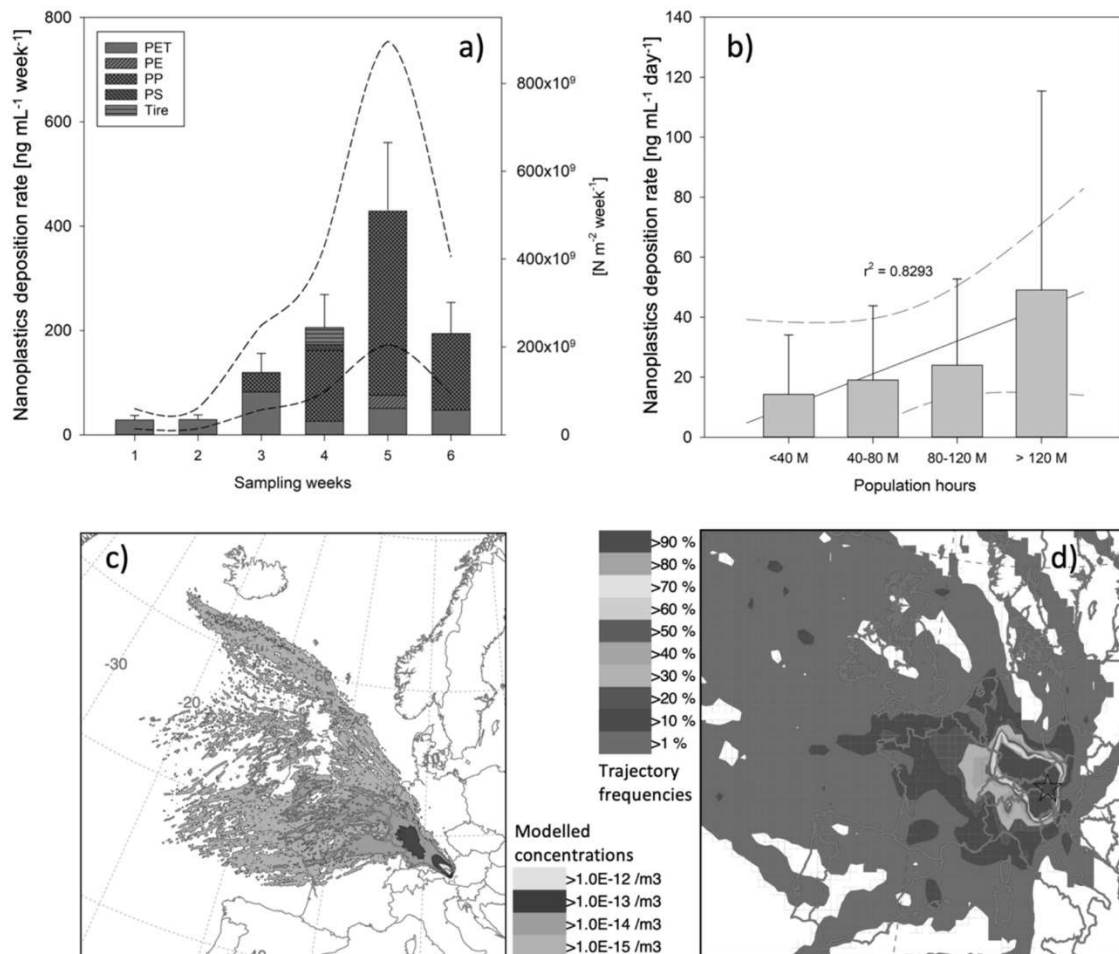 a)
Nanoplastics deposition rate [ng mL⁻¹ week⁻¹]
800
600
400
200
0
PET
PE
PP
PS
Tire
800x10⁹
600x10⁹
400x10⁹
200x10⁹
0
[N m⁻² week⁻¹]
1 2 3 4 5 6
Sampling weeks
b)
Nanoplastics deposition rate [ng mL⁻¹ day⁻¹]
140
120
100
80
60
40
20
0
r² = 0.8293
<40 M 40-80 M 80-120 M > 120 M
Population hours
c)
-30
-20
Modelled
concentrations
>1.0E-12 /m3
>1.0E-13 /m3
>1.0E-14 /m3
>1.0E-15 /m3
d)
>90 %
>80 %
>70 %
>60 %
>50 %
>40 %
>30 %
>20 %
>10 %
>1 %
Trajectory
frequencies